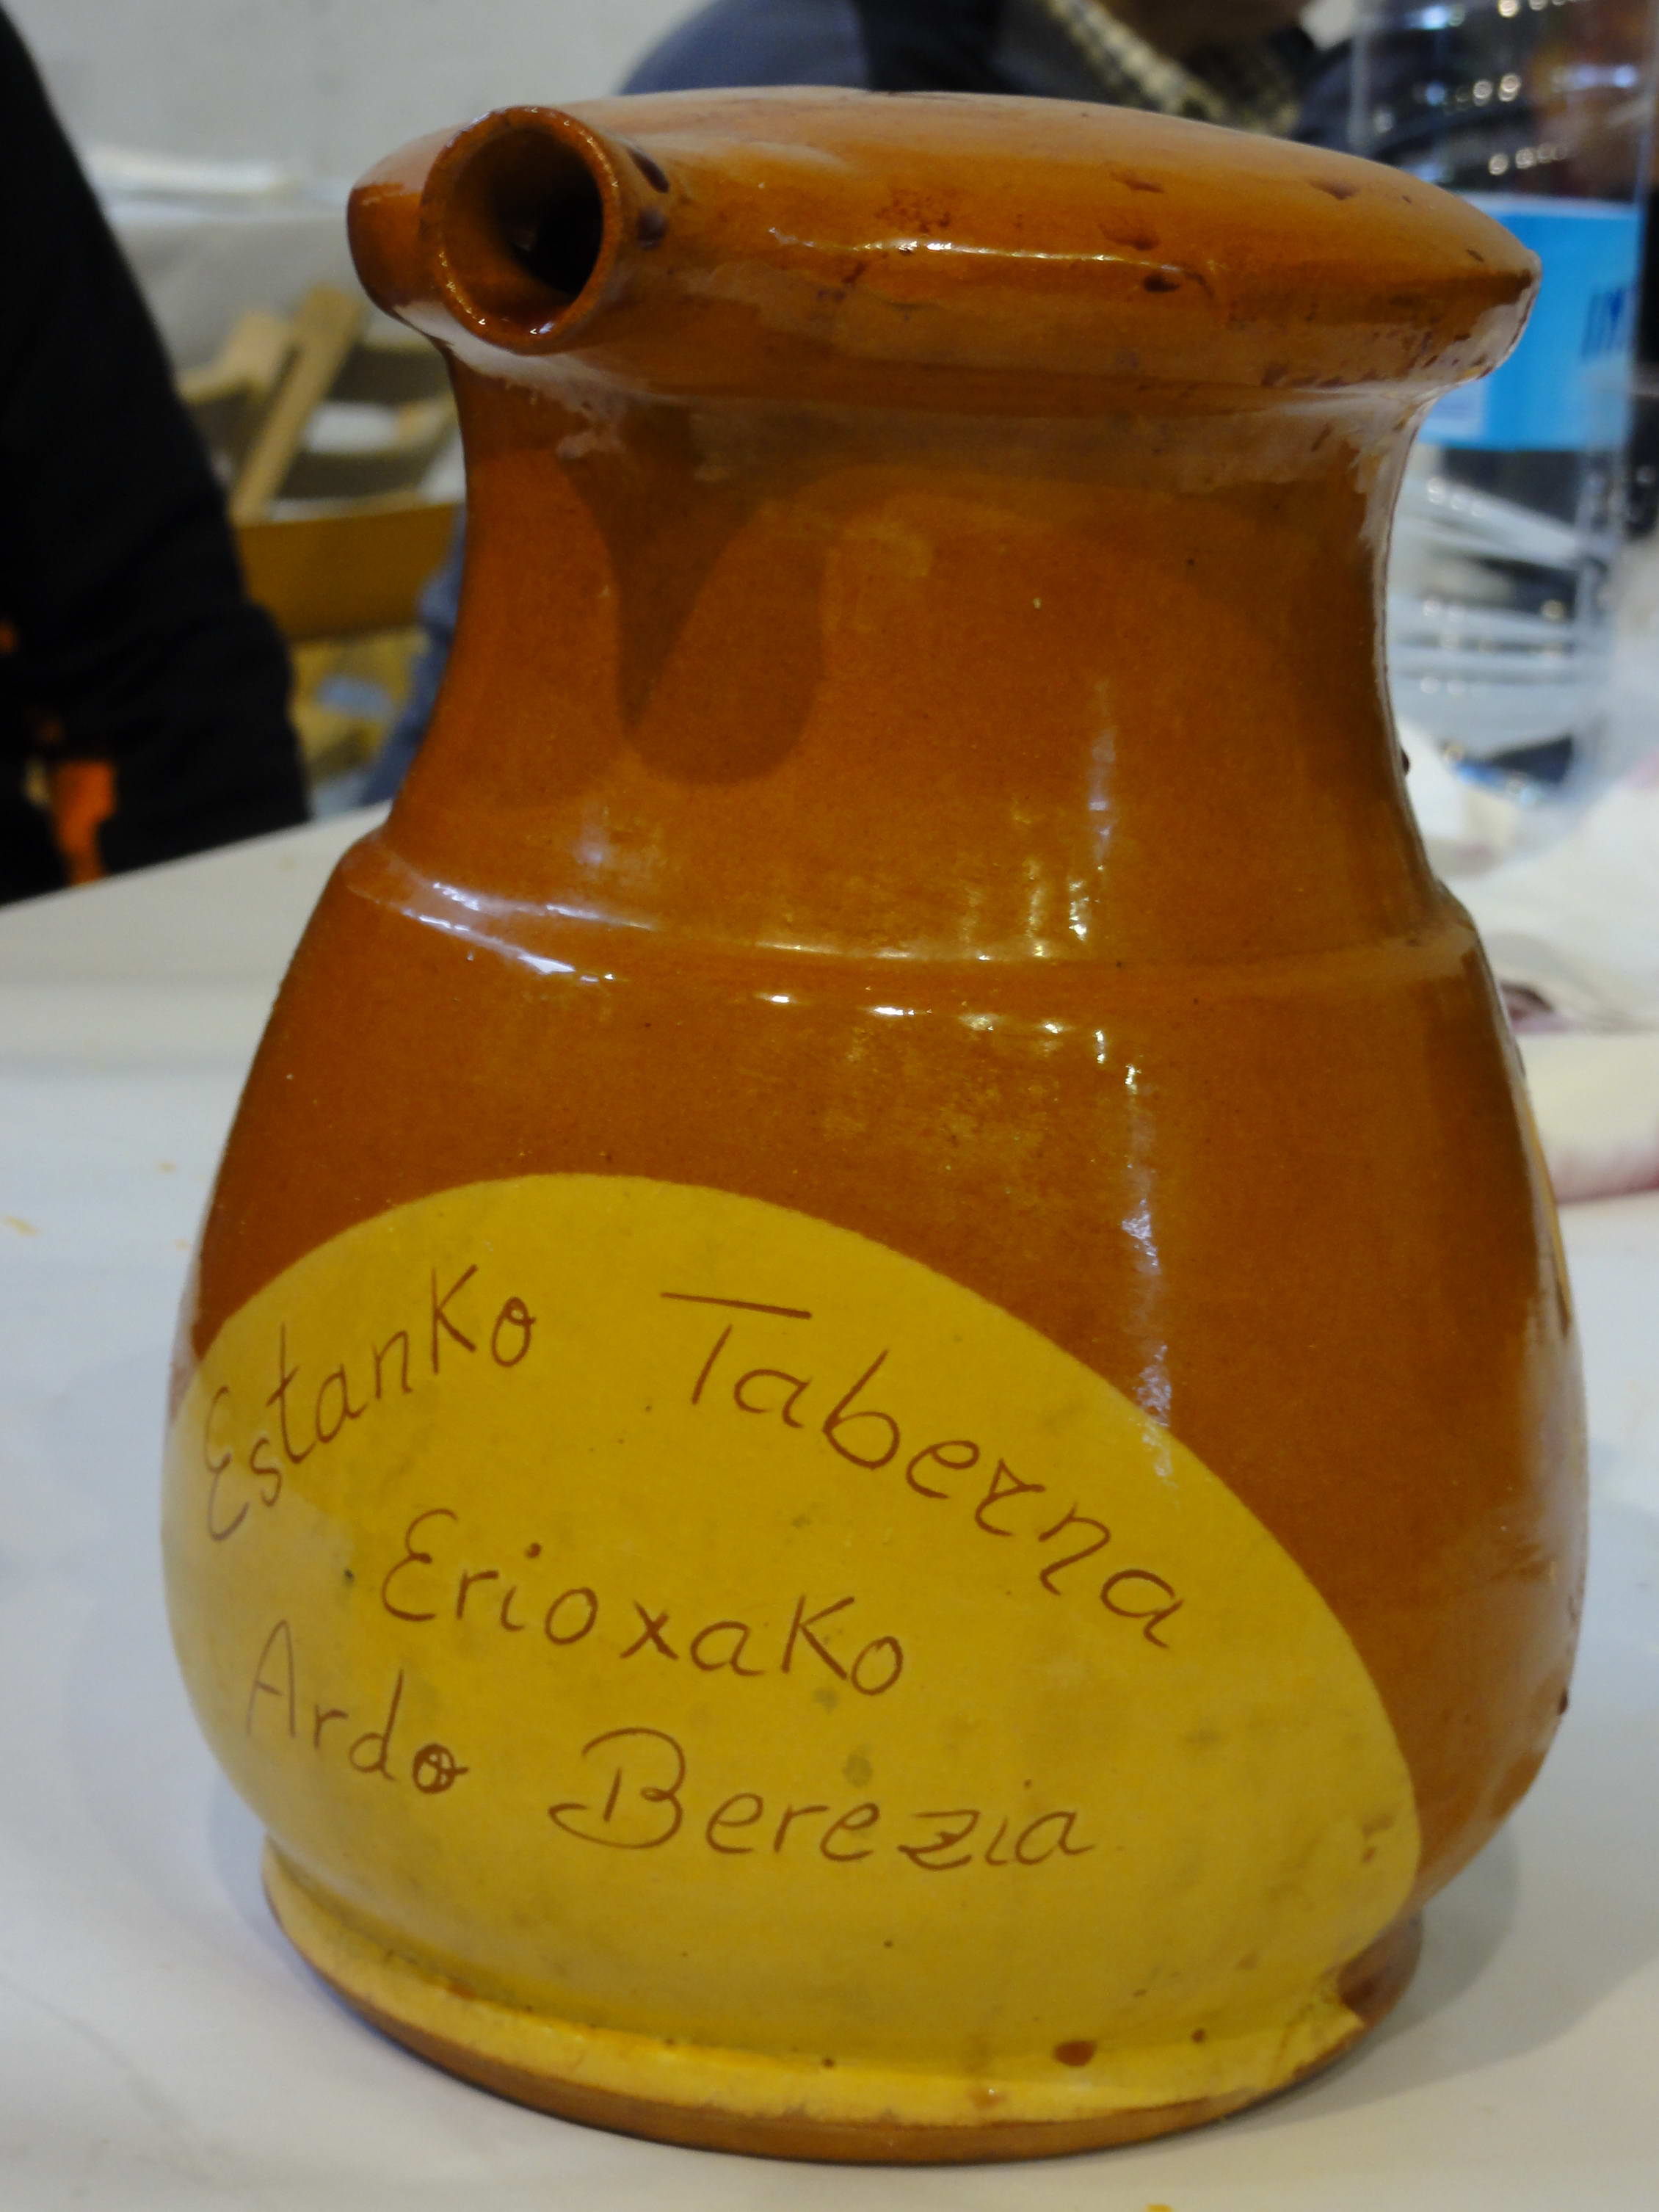 EstanKo Taberna
ErioxaKo
Ardo Berezia